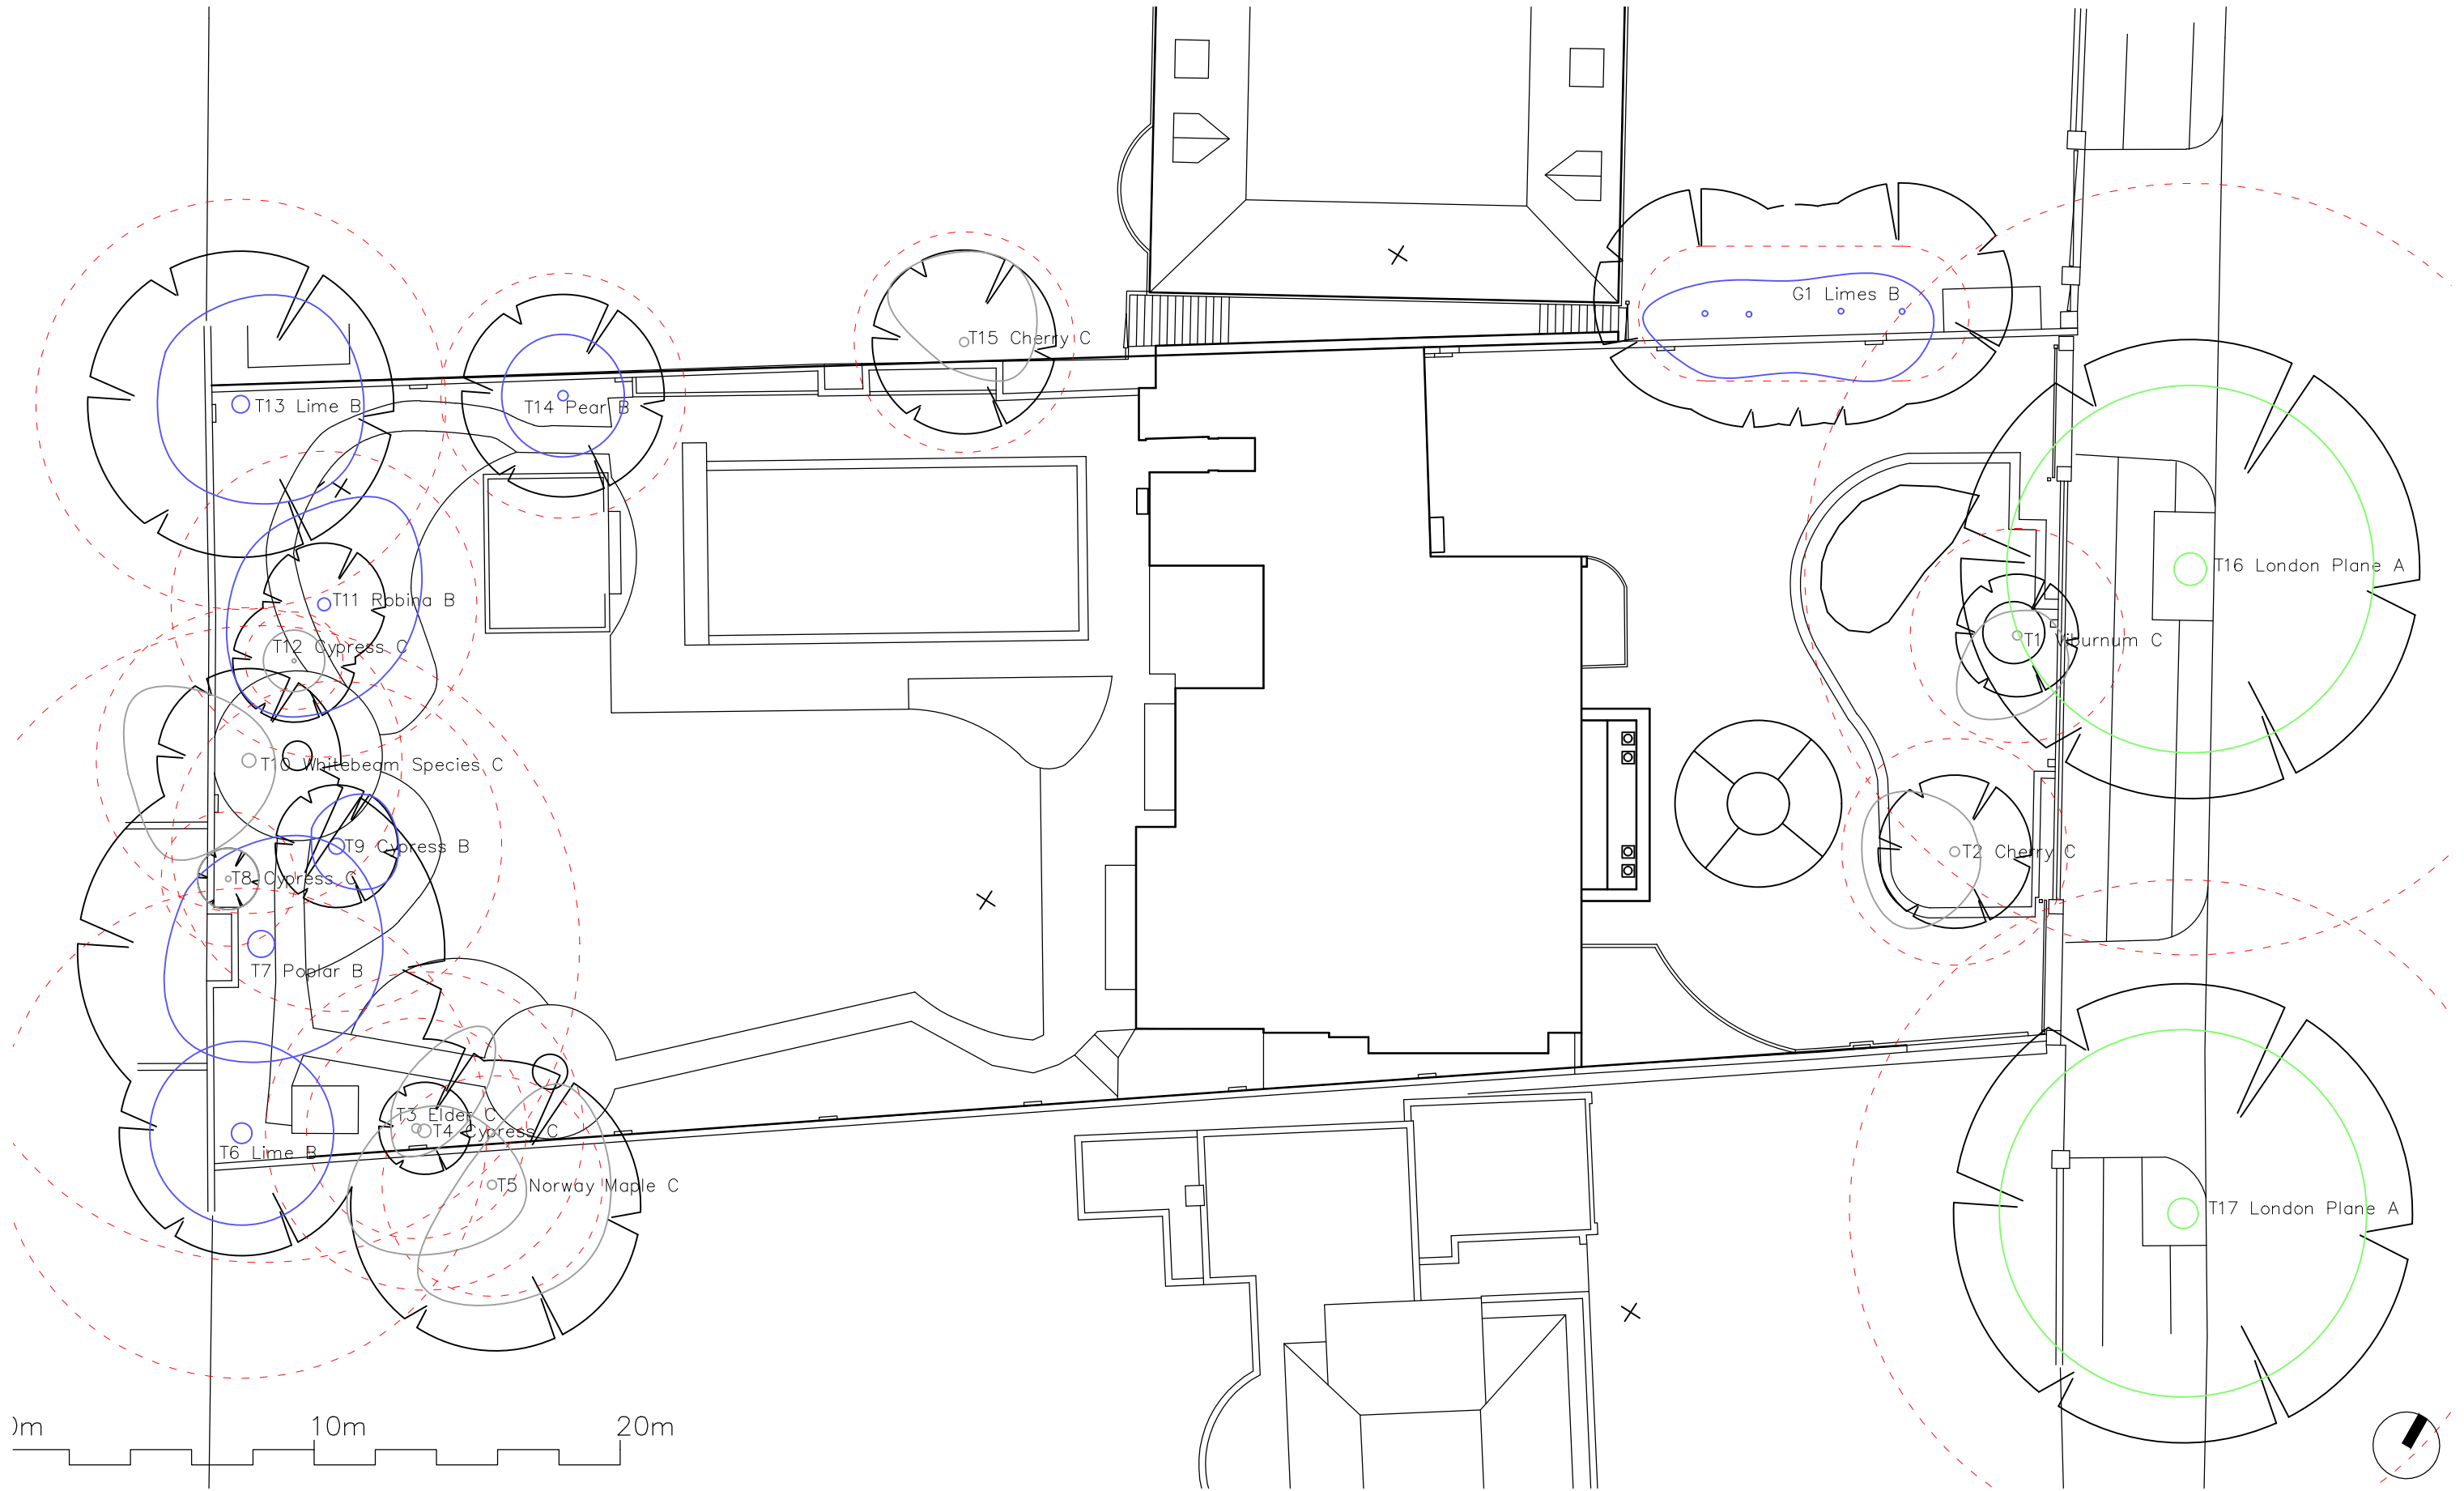 G1 Limes B
T15 Cherry C
T13 Lime B
T14 Pear B
T16 London Plane A
T11 Robina B
T1 Viburnum C
T12 Cypress C
T10 Whitebeam Species C
T9 Cypress B
T2 Cherry C
T8 Cypress C
T7 Poplar B
T3 Elder C
T4 Cypress C
T6 Lime B
T5 Norway Maple C
T17 London Plane A
0m 10m 20m